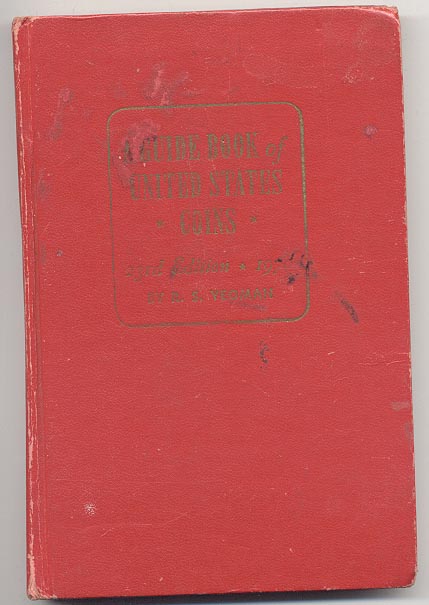 A GUIDE BOOK of
UNITED STATES
* COINS *
Edition *
BY R. S. YEOMAN